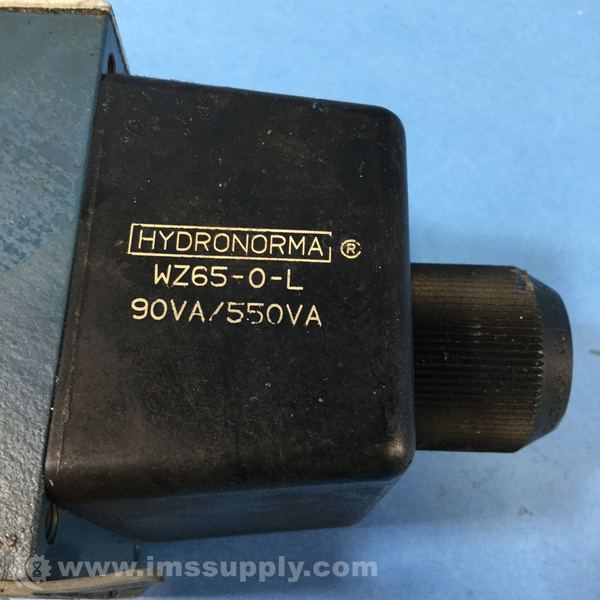 HYDRONORMA ®
WZ65-0-L
90VA/550VA
www.imssupply.com